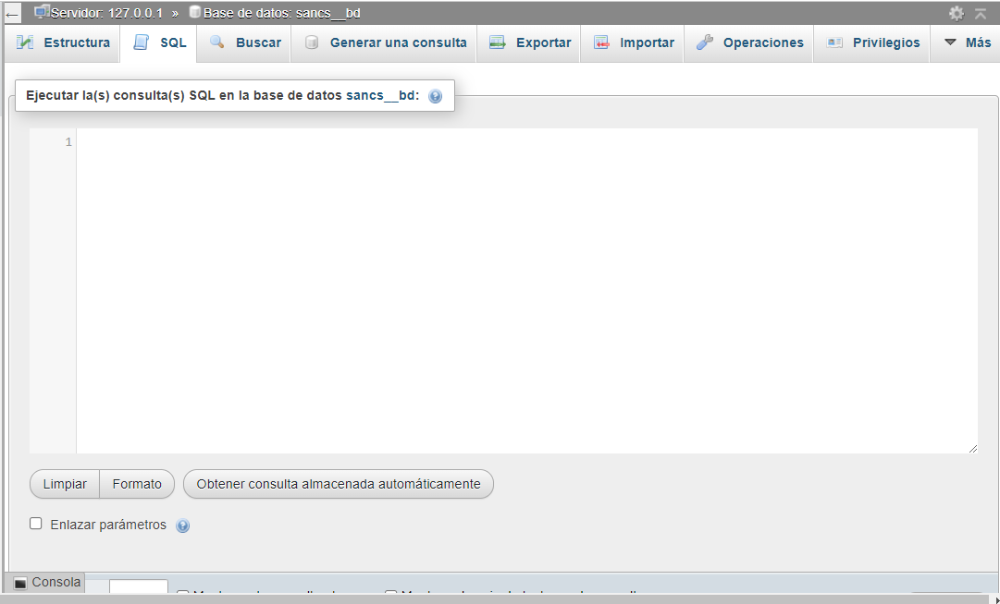 Servidor: 127.0.0.1 » Base de datos: sancs__bd
Estructura SQL Buscar Generar una consulta Exportar Importar Operaciones Privilegios Más
Ejecutar la(s) consulta(s) SQL en la base de datos sancs__bd:
1
Limpiar Formato Obtener consulta almacenada automáticamente
Enlazar parámetros
Consola